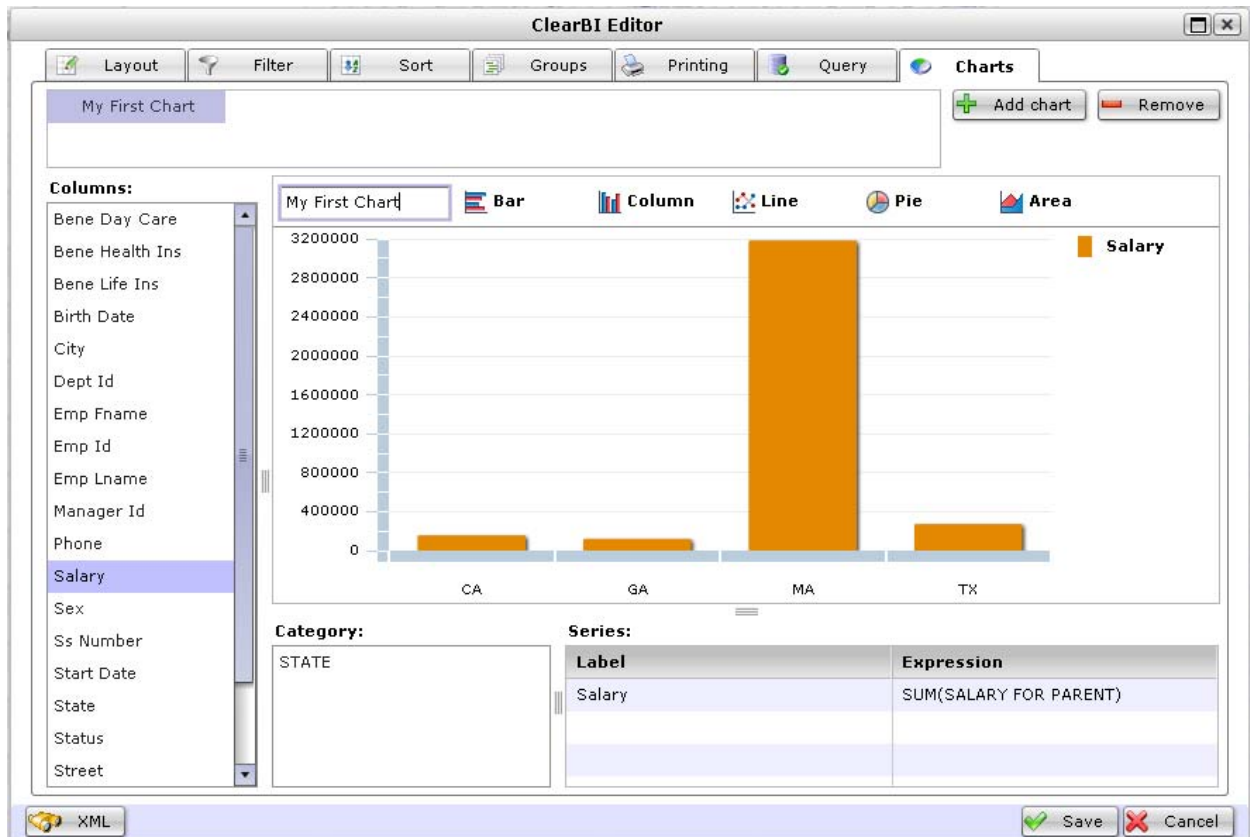 ClearBI Editor
Layout Filter Sort Groups Printing Query Charts
My First Chart
Add chart Remove
Columns:
Bene Day Care
Bene Health Ins
Bene Life Ins
Birth Date
City
Dept Id
Emp Fname
Emp Id
Emp Lname
Manager Id
Phone
Salary
Sex
Ss Number
Start Date
State
Status
Street
My First Chart Bar Column Line Pie Area
3200000
2800000
2400000
2000000
1600000
1200000
800000
400000
0
CA GA MA TX
Salary
Category:
STATE
Series:
Label Expression
Salary SUM(SALARY FOR PARENT)
XML Save Cancel